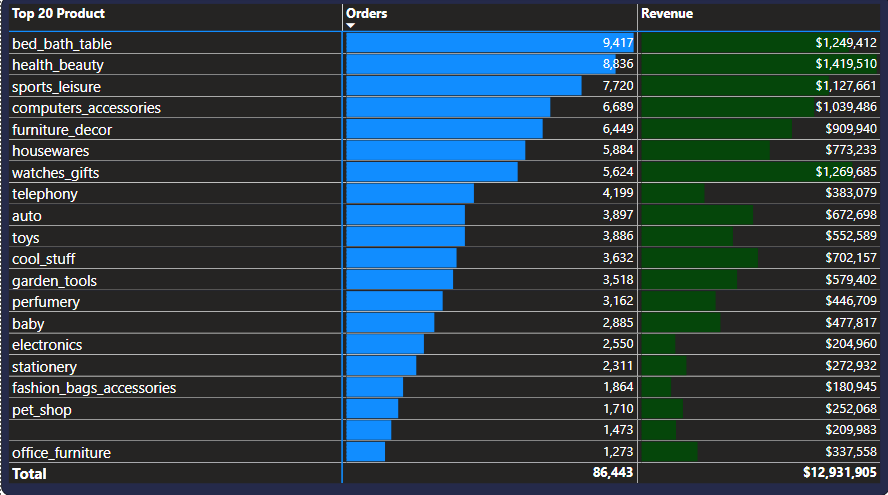 Top 20 Product Orders Revenue
bed_bath_table 9,417 $1,249,412
health_beauty 8,836 $1,419,510
sports_leisure 7,720 $1,127,661
computers_accessories 6,689 $1,039,486
furniture_decor 6,449 $909,940
housewares 5,884 $773,233
watches_gifts 5,624 $1,269,685
telephony 4,199 $383,079
auto 3,897 $672,698
toys 3,886 $552,589
cool_stuff 3,632 $702,157
garden_tools 3,518 $579,402
perfumery 3,162 $446,709
baby 2,885 $477,817
electronics 2,550 $204,960
stationery 2,311 $272,932
fashion_bags_accessories 1,864 $180,945
pet_shop 1,710 $252,068
1,473 $209,983
office_furniture 1,273 $337,558
Total 86,443 $12,931,905